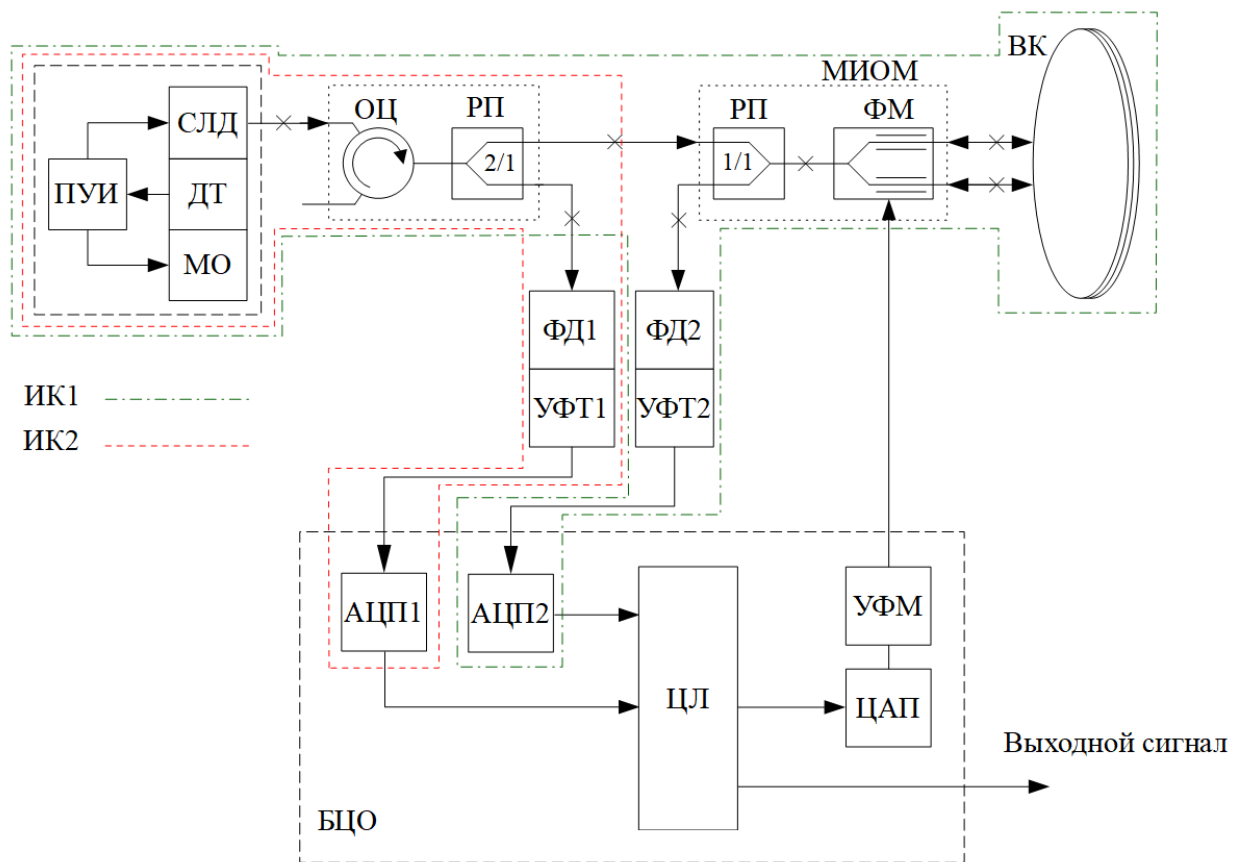 ВК
МИОМ
ОЦ
РП
РП
ФМ
СЛД
2/1
1/1
ПУИ
ДТ
МО
ФД1
ФД2
ИК1
УФТ1
УФТ2
ИК2
АЦП1
АЦП2
УФМ
ЦЛ
ЦАП
Выходной сигнал
БЦО